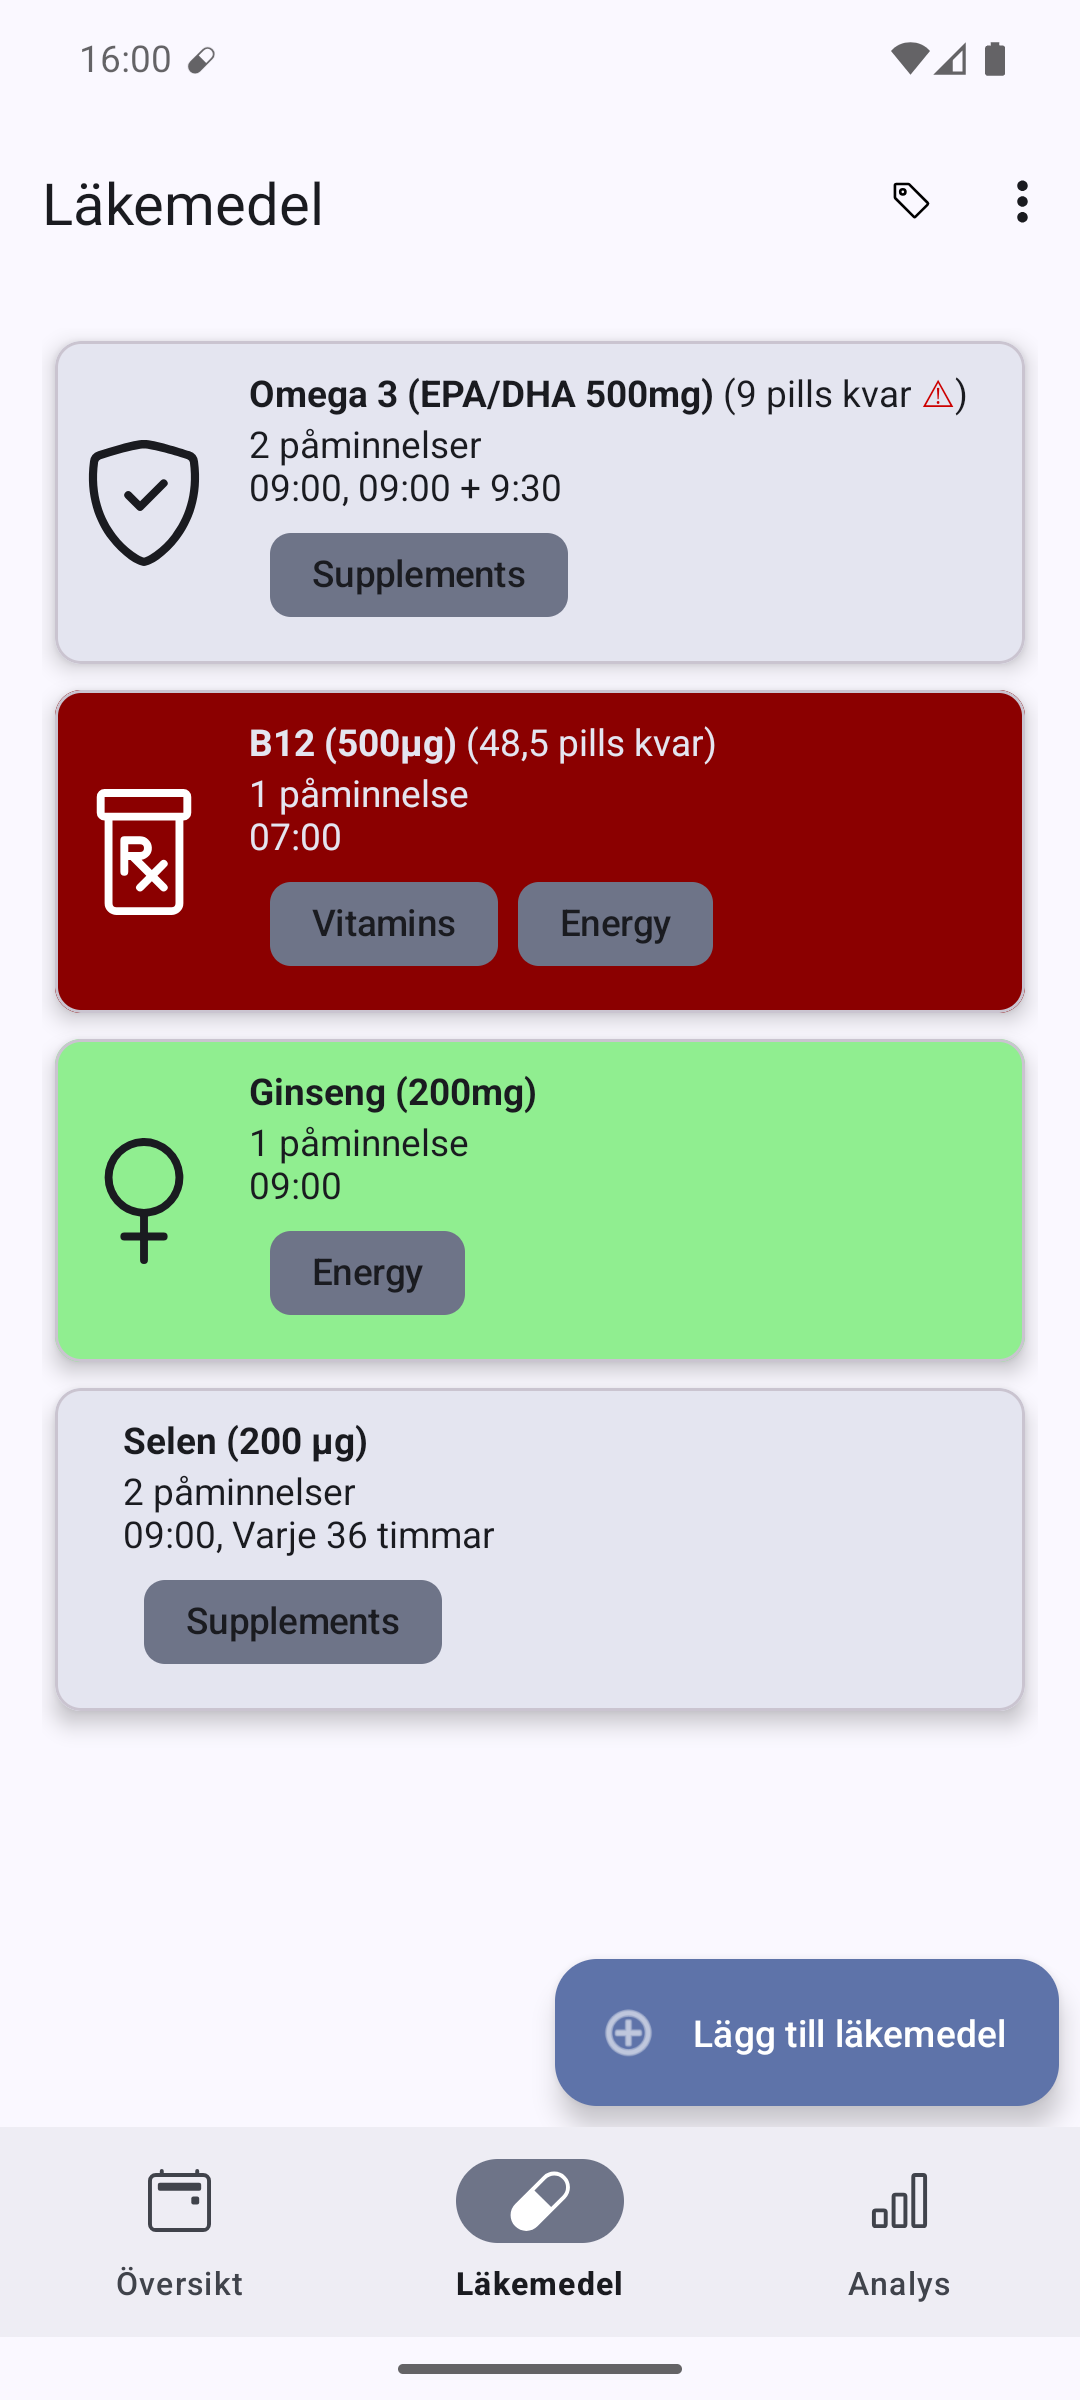 16:00
Läkemedel
Omega 3 (EPA/DHA 500mg) (9 pills kvar ⚠)
2 påminnelser
09:00, 09:00 + 9:30
Supplements
B12 (500µg) (48,5 pills kvar)
1 påminnelse
07:00
Rx
Vitamins Energy
Ginseng (200mg)
1 påminnelse
09:00
Energy
Selen (200 µg)
2 påminnelser
09:00, Varje 36 timmar
Supplements
Lägg till läkemedel
Översikt Läkemedel Analys